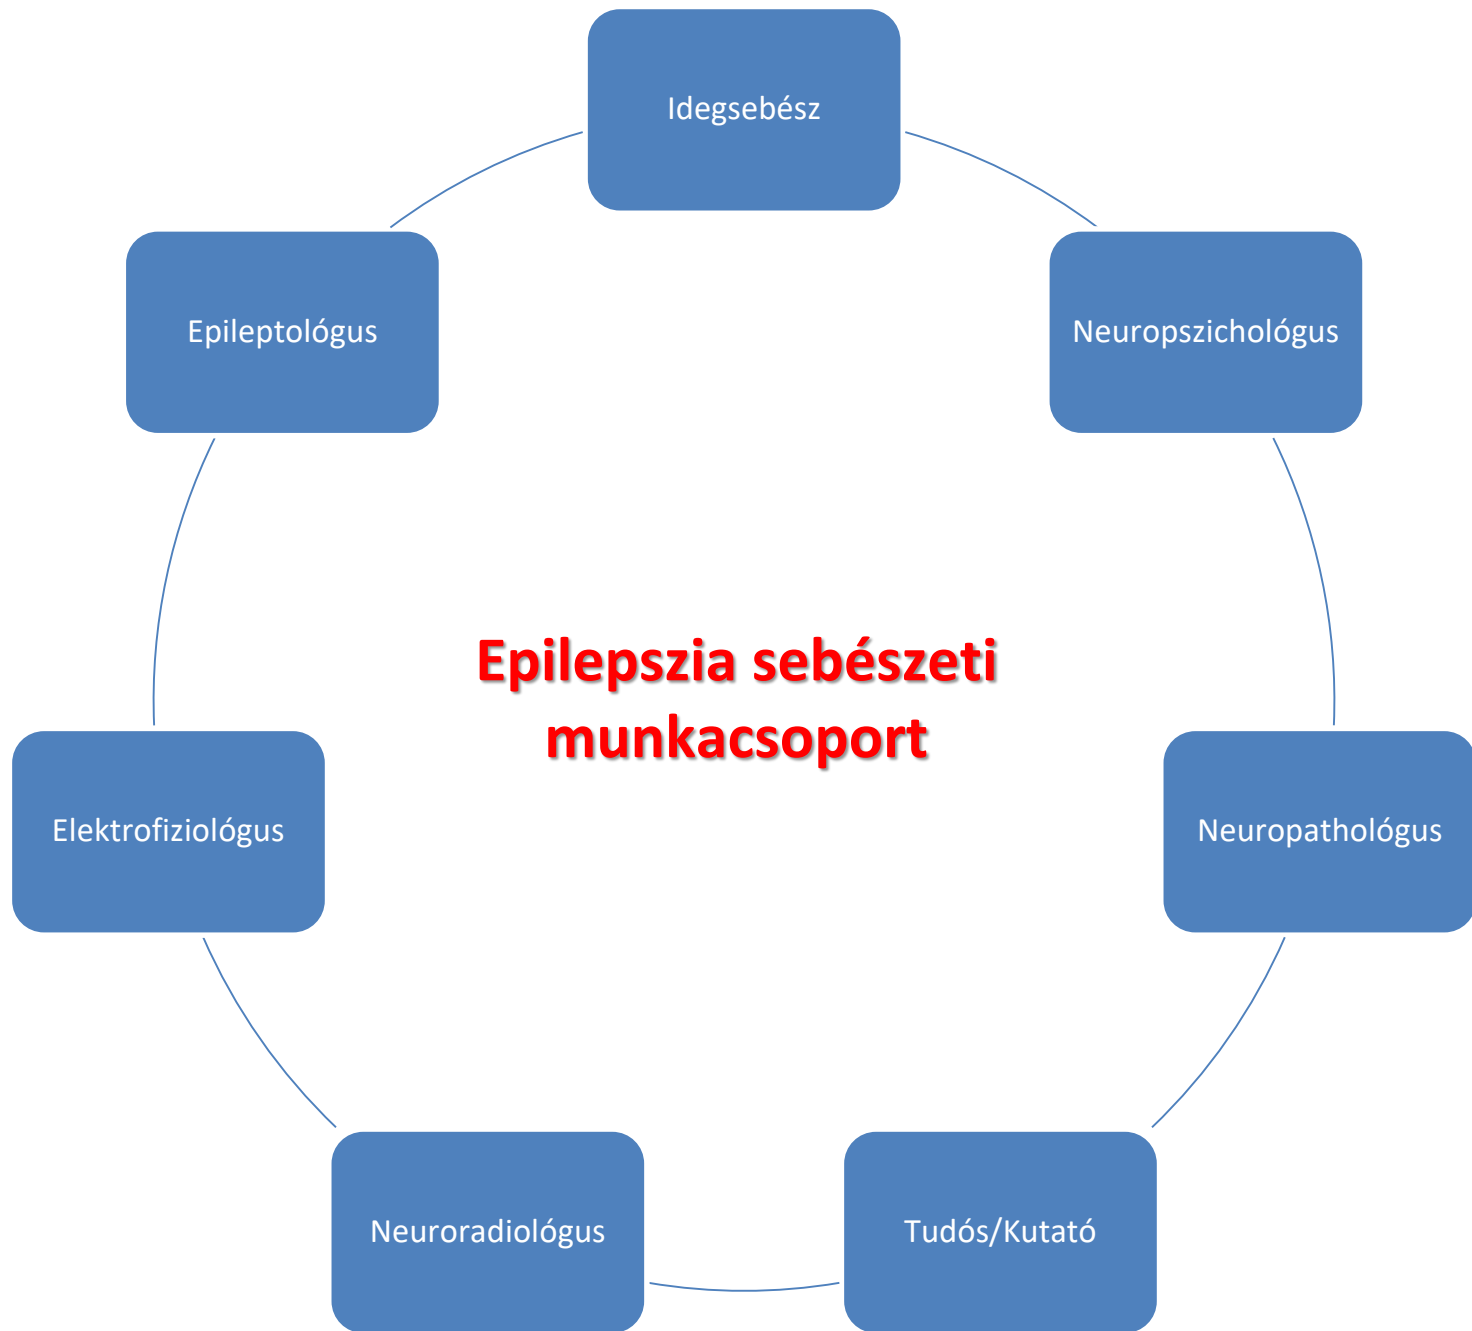 Idegsebész
Neuropszichológus
Neuropathológus
Tudós/Kutató
Neuroradiológus
Elektrofiziológus
Epileptológus
Epilepszia sebészeti
munkacsoport